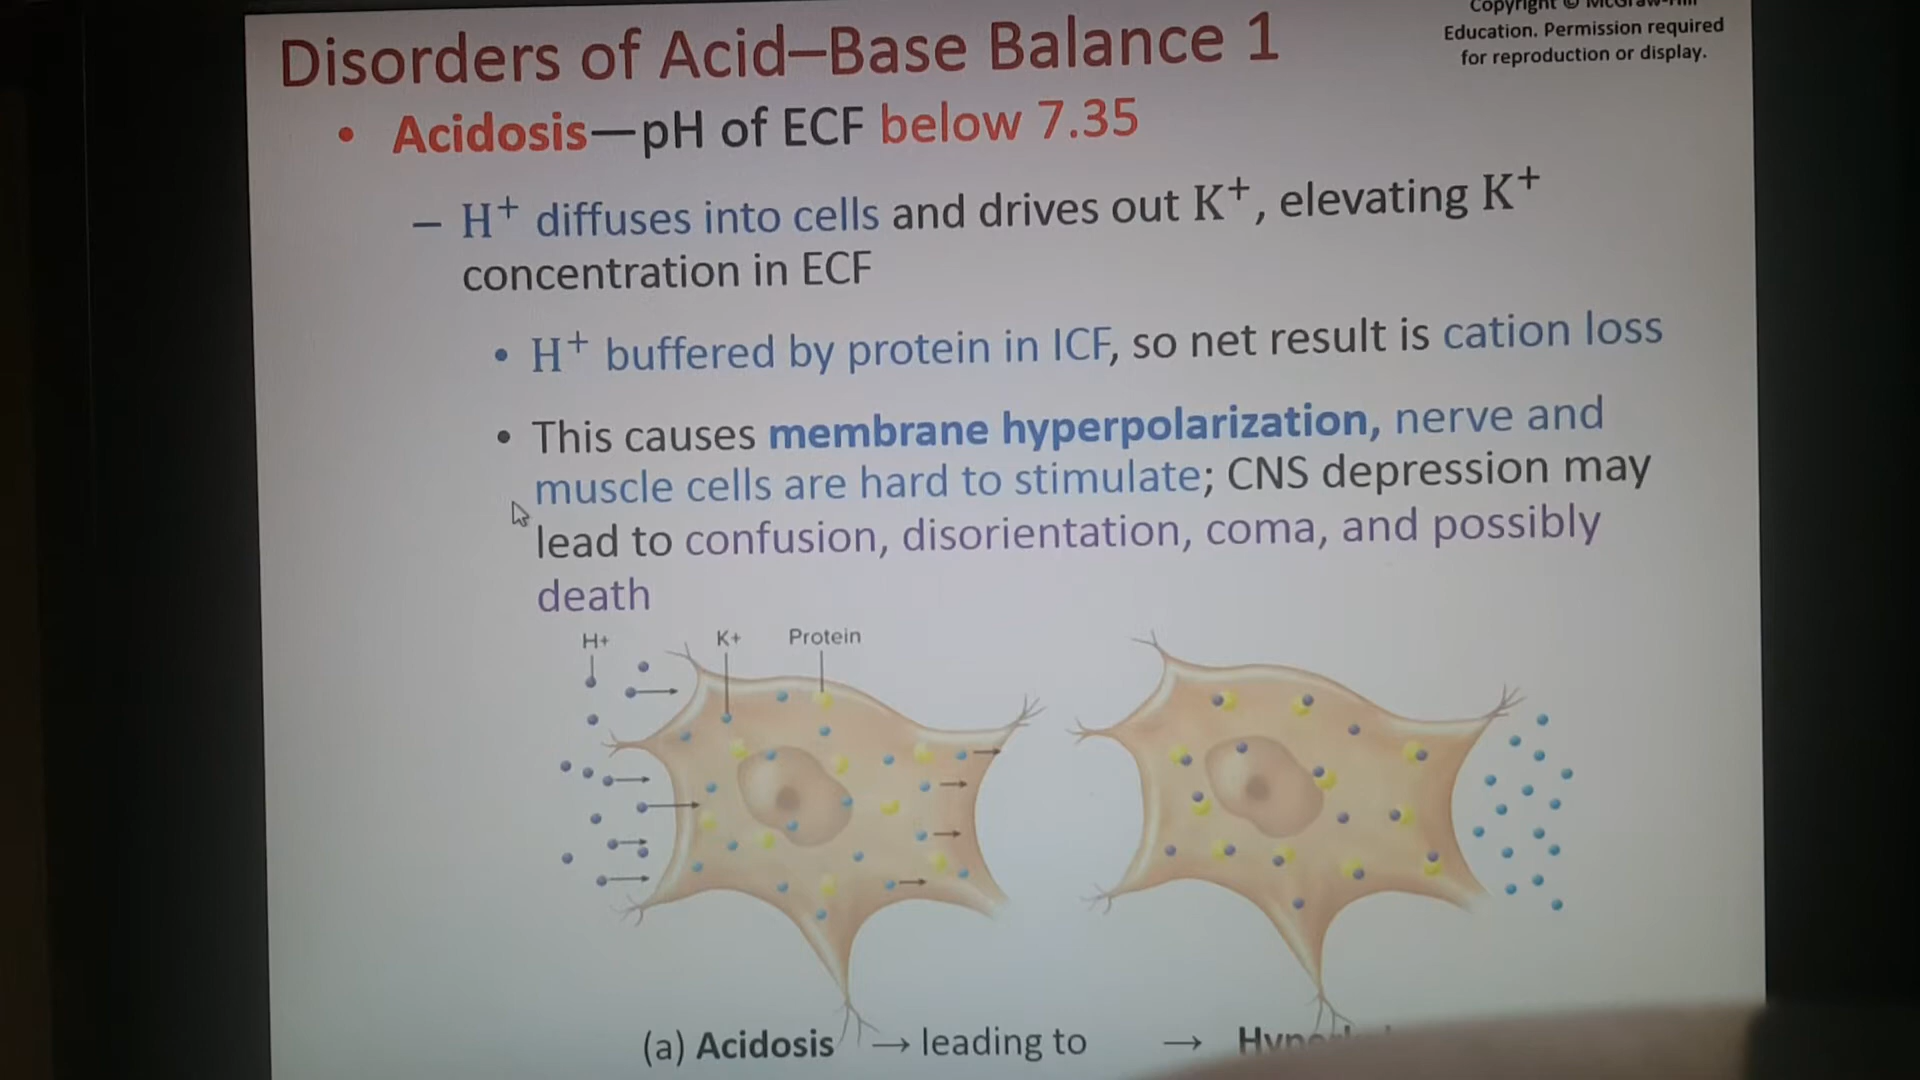 Disorders of Acid–Base Balance 1
Copyright © McGraw-Hill
Education. Permission required
for reproduction or display.
• Acidosis—pH of ECF below 7.35
– H+ diffuses into cells and drives out K+, elevating K+
concentration in ECF
• H+ buffered by protein in ICF, so net result is cation loss
• This causes membrane hyperpolarization, nerve and
muscle cells are hard to stimulate; CNS depression may
lead to confusion, disorientation, coma, and possibly
death
H+ K+ Protein
(a) Acidosis → leading to →